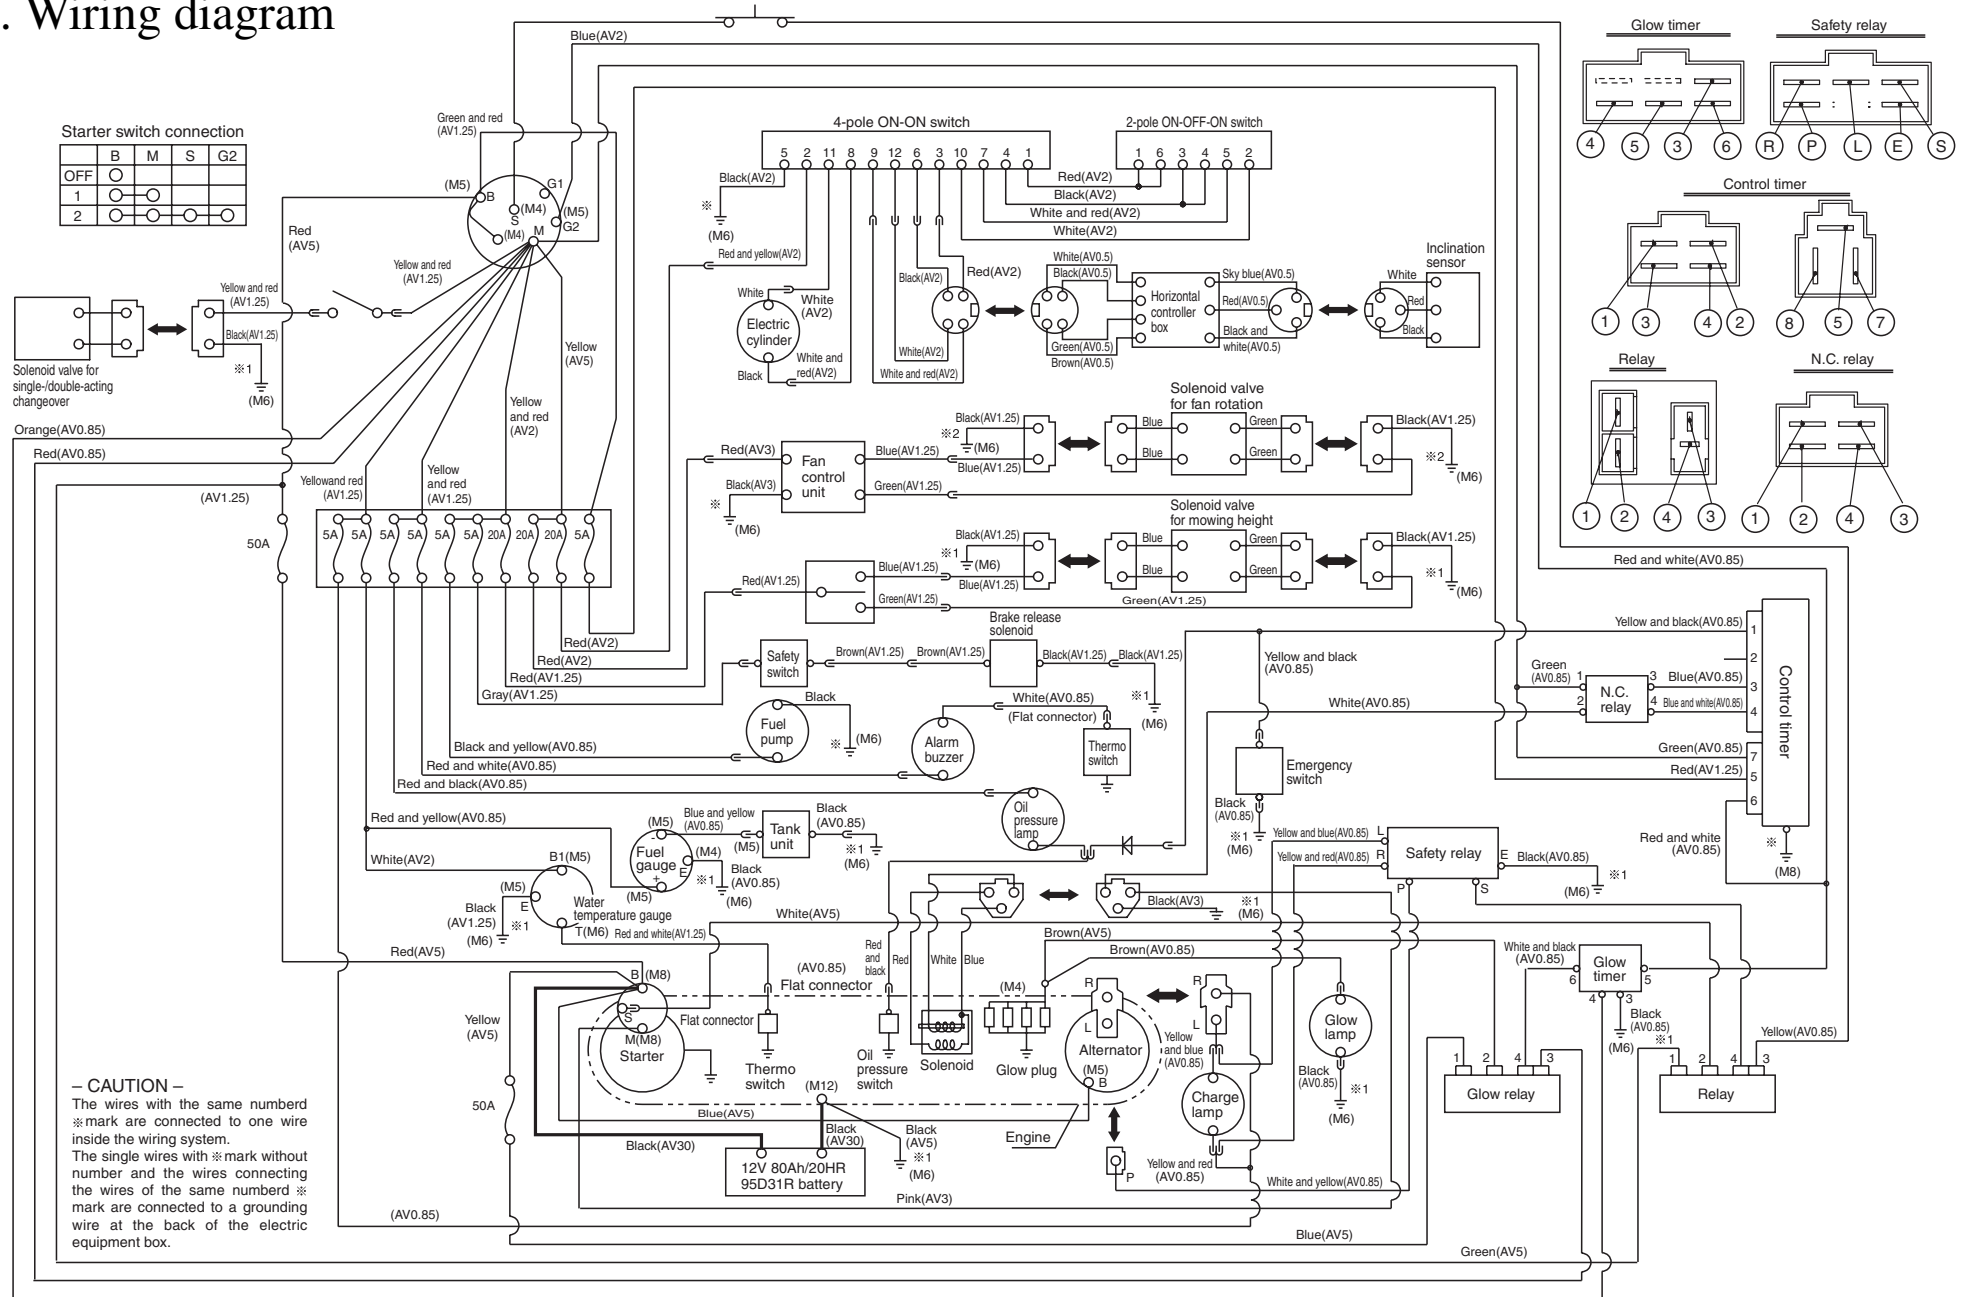 . Wiring diagram
Starter switch connection
B M S G2
OFF
1
2
Blue(AV2)
Green and red
(AV1.25)
(M5)
B
G1
(M4)
S
(M5)
G2
(M4)
M
Red
(AV5)
Yellow and red
(AV1.25)
Yellow and red
(AV1.25)
Black(AV1.25)
※1
(M6)
Solenoid valve for
single-/double-acting
changeover
Orange(AV0.85)
Red(AV0.85)
(AV1.25)
50A
Yellowand red
(AV1.25)
Yellow
and red
(AV1.25)
Yellow
and red
(AV2)
Yellow
(AV5)
5A 5A 5A 5A 5A 5A 20A 20A 20A 5A
4-pole ON-ON switch
5 2 11 8 9 12 6 3 10 7 4 1
2-pole ON-OFF-ON switch
1 6 3 4 5 2
Black(AV2)
※
(M6)
Red(AV2)
Black(AV2)
White and red(AV2)
White(AV2)
Red and yellow(AV2)
White
White
(AV2)
Electric
cylinder
White and
red(AV2)
Black
Black(AV2)
Red(AV2)
White(AV2)
White and red(AV2)
White(AV0.5)
Black(AV0.5)
Green(AV0.5)
Brown(AV0.5)
Horizontal
controller
box
Sky blue(AV0.5)
Red(AV0.5)
Black and
white(AV0.5)
Inclination
sensor
White
Red
Black
Solenoid valve
for fan rotation
Red(AV3)
Black(AV3)
※
(M6)
Fan
control
unit
Blue(AV1.25)
Green(AV1.25)
Black(AV1.25)
※2
(M6)
Blue(AV1.25)
Blue
Blue
Green
Green
Black(AV1.25)
※2
(M6)
Solenoid valve
for mowing height
Red(AV1.25)
Blue(AV1.25)
Green(AV1.25)
Black(AV1.25)
※1
(M6)
Blue(AV1.25)
Blue
Blue
Green
Green
Black(AV1.25)
※1
(M6)
Green(AV1.25)
Red(AV2)
Red(AV2)
Red(AV1.25)
Gray(AV1.25)
Safety
switch
Brown(AV1.25)
Brown(AV1.25)
Brake release
solenoid
Black(AV1.25)
Black(AV1.25)
※1
(M6)
Fuel
pump
Black
※
(M6)
Alarm
buzzer
White(AV0.85)
(Flat connector)
Thermo
switch
Black and yellow(AV0.85)
Red and white(AV0.85)
Red and black(AV0.85)
Oil
pressure
lamp
Yellow and black
(AV0.85)
White(AV0.85)
Emergency
switch
Black
(AV0.85)
※1
(M6)
Glow timer
4 5 3 6
Safety relay
R P L E S
Control timer
1 3 4 2
8 5 7
Relay
1 2 4 3
N.C. relay
1 2 4 3
Red and white(AV0.85)
Yellow and black(AV0.85)
1
2
3
4
7
5
6
Control timer
Green
(AV0.85)
1
2
N.C.
relay
3
4
Blue(AV0.85)
Blue and white(AV0.85)
Green(AV0.85)
Red(AV1.25)
Red and white
(AV0.85)
※
(M8)
Red and yellow(AV0.85)
White(AV2)
(M5)
-
Fuel
gauge
+
(M4)
E
(M5)
※1
Black
(AV0.85)
(M6)
Blue and yellow
(AV0.85)
(M5)
Tank
unit
Black
(AV0.85)
※1
(M6)
B1(M5)
(M5)
E
Black
(AV1.25)
※1
(M6)
Water
temperature gauge
T(M6)
Red and white(AV1.25)
Yellow and blue(AV0.85)
L
Yellow and red(AV0.85)
R
Safety relay
E
Black(AV0.85)
※1
(M6)
P
S
Black(AV3)
※1
(M6)
White(AV5)
Red(AV5)
Brown(AV5)
Brown(AV0.85)
White and black
(AV0.85)
6
Glow
timer
5
4
3
Black
(AV0.85)
※1
(M6)
Yellow(AV0.85)
B
(M8)
S
M(M8)
Starter
(AV0.85)
Flat connector
Flat connector
Thermo
switch
Red
and
black
Red
White
Blue
Oil
pressure
switch
Solenoid
(M4)
Glow plug
R
L
Alternator
(M5)
B
R
L
Yellow
and blue
(AV0.85)
Charge
lamp
Glow
lamp
Black
(AV0.85)
※1
(M6)
1 2 4 3
Glow relay
1 2 4 3
Relay
Yellow
(AV5)
50A
Blue(AV5)
Black(AV30)
(M12)
Black
(AV30)
12V 80Ah/20HR
95D31R battery
Black
(AV5)
※1
(M6)
Engine
P
Yellow and red
(AV0.85)
White and yellow(AV0.85)
Pink(AV3)
(AV0.85)
Blue(AV5)
Green(AV5)
– CAUTION –
The wires with the same numberd
※mark are connected to one wire
inside the wiring system.
The single wires with ※mark without
number and the wires connecting
the wires of the same numberd ※
mark are connected to a grounding
wire at the back of the electric
equipment box.